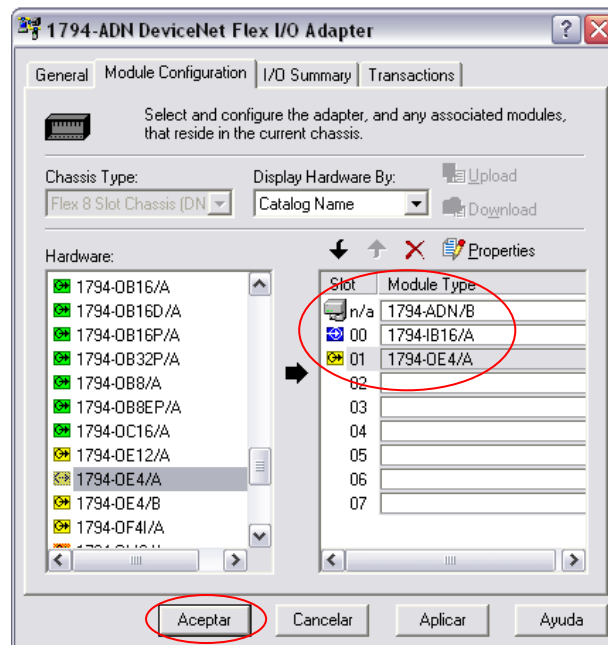 1794-ADN DeviceNet Flex I/O Adapter
General Module Configuration I/O Summary Transactions
Select and configure the adapter, and any associated modules,
that reside in the current chassis.
Chassis Type: Display Hardware By: Upload
Flex 8 Slot Chassis (DN Catalog Name Download
Hardware: Properties
Slot Module Type
1794-OB16/A
1794-OB16D/A
1794-OB16P/A
1794-OB32P/A
1794-OB8/A
1794-OB8EP/A
1794-OC16/A
1794-OE12/A
1794-OE4/A
1794-OE4/B
1794-OF4I/A
n/a 1794-ADN/B
00 1794-IB16/A
01 1794-OE4/A
02
03
04
05
06
07
Aceptar Cancelar Aplicar Ayuda